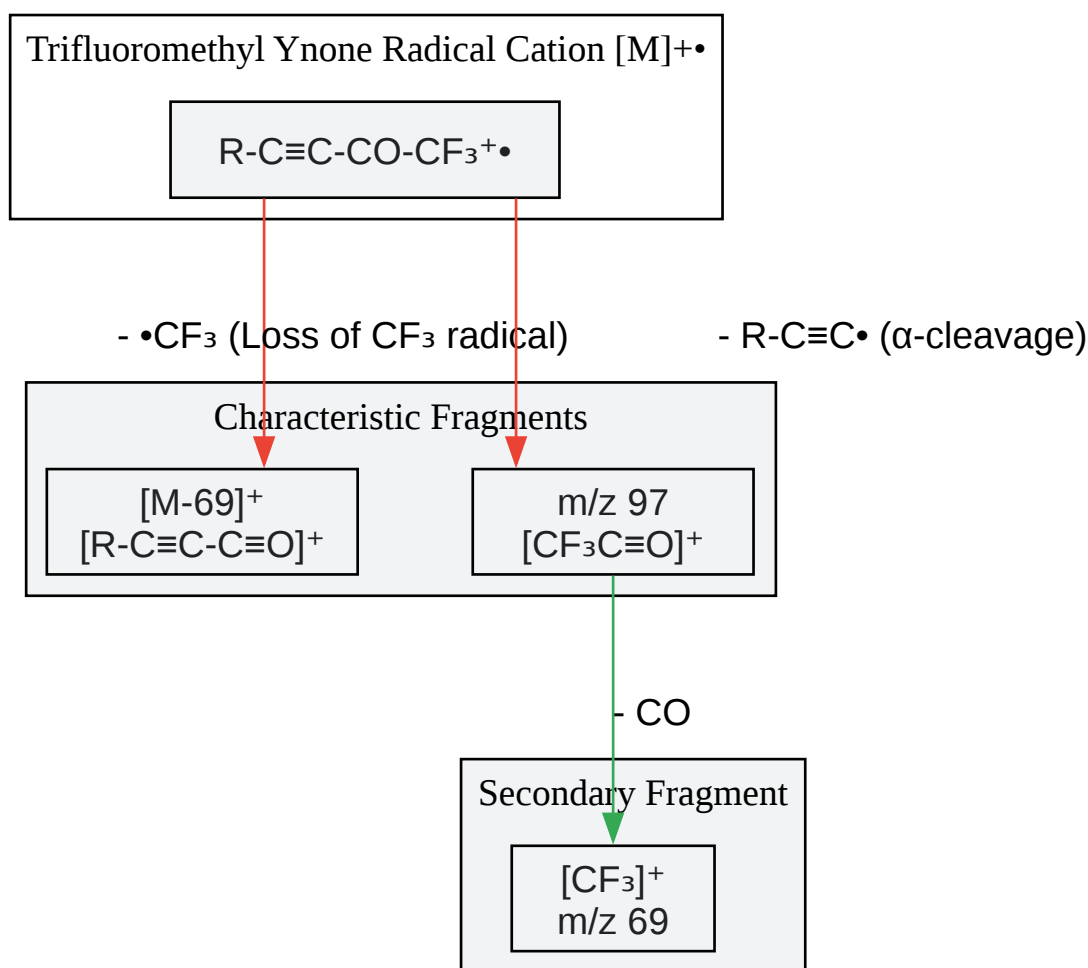 Trifluoromethyl Ynone Radical Cation [M]+•
R-C≡C-CO-CF₃⁺•
- •CF₃ (Loss of CF₃ radical)
- R-C≡C• (α-cleavage)
Characteristic Fragments
[M-69]⁺
[R-C≡C-C≡O]⁺
m/z 97
[CF₃C≡O]⁺
- CO
Secondary Fragment
[CF₃]⁺
m/z 69